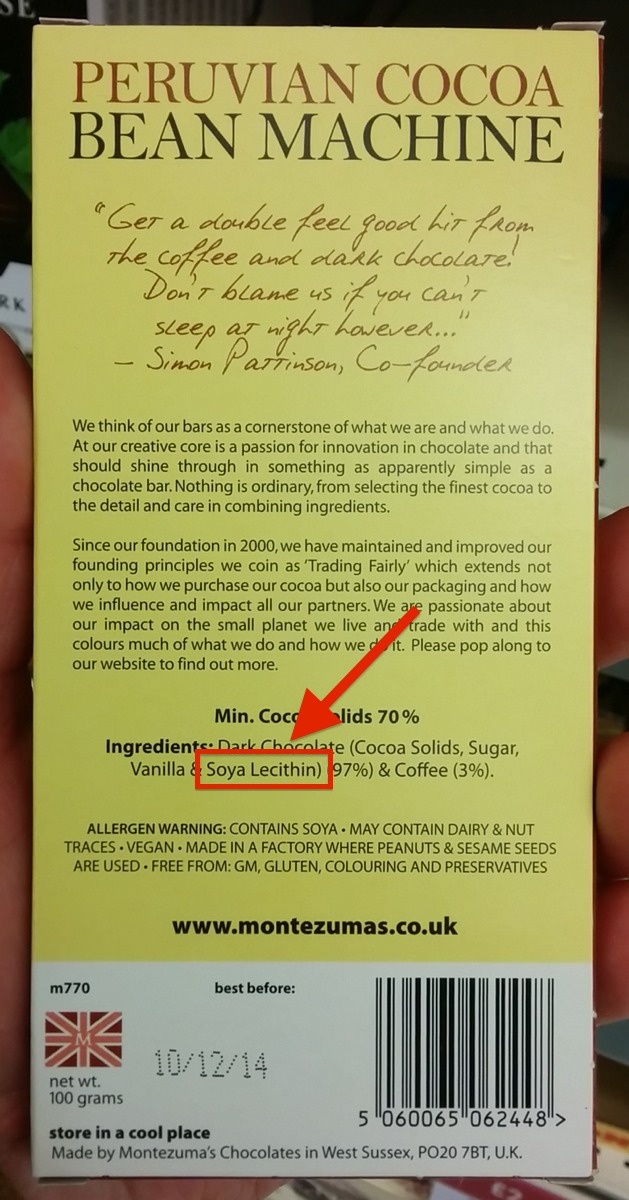 SE
RK
PERUVIAN COCOA
BEAN MACHINE
"Get a double feel good hit from
the coffee and dark chocolate!
Don't blame us if you can't
sleep at night however..."
– Simon Pattinson, Co-founder
We think of our bars as a cornerstone of what we are and what we do.
At our creative core is a passion for innovation in chocolate and that
should shine through in something as apparently simple as a
chocolate bar. Nothing is ordinary, from selecting the finest cocoa to
the detail and care in combining ingredients.
Since our foundation in 2000, we have maintained and improved our
founding principles we coin as 'Trading Fairly' which extends not
only to how we purchase our cocoa but also our packaging and how
we influence and impact all our partners. We are passionate about
our impact on the small planet we live and trade with and this
colours much of what we do and how we do it. Please pop along to
our website to find out more.
Min. Cocoa Solids 70%
Ingredients: Dark Chocolate (Cocoa Solids, Sugar,
Vanilla & Soya Lecithin) (97%) & Coffee (3%).
ALLERGEN WARNING: CONTAINS SOYA • MAY CONTAIN DAIRY & NUT
TRACES • VEGAN • MADE IN A FACTORY WHERE PEANUTS & SESAME SEEDS
ARE USED • FREE FROM: GM, GLUTEN, COLOURING AND PRESERVATIVES
www.montezumas.co.uk
m770 best before:
M
10/12/14
net wt.
100 grams
5 060065 062448 >
store in a cool place
Made by Montezuma's Chocolates in West Sussex, PO20 7BT, U.K.